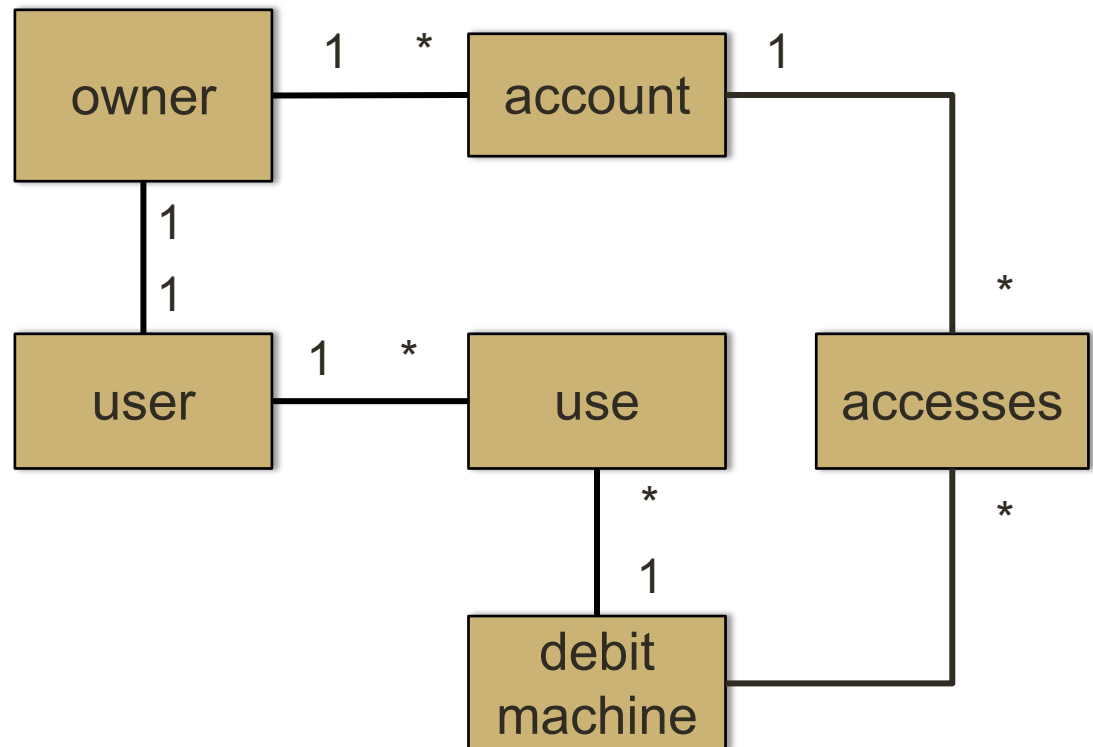 owner
1 *
account
1
1
1
*
user
1 *
use
accesses
*
1
*
debit
machine